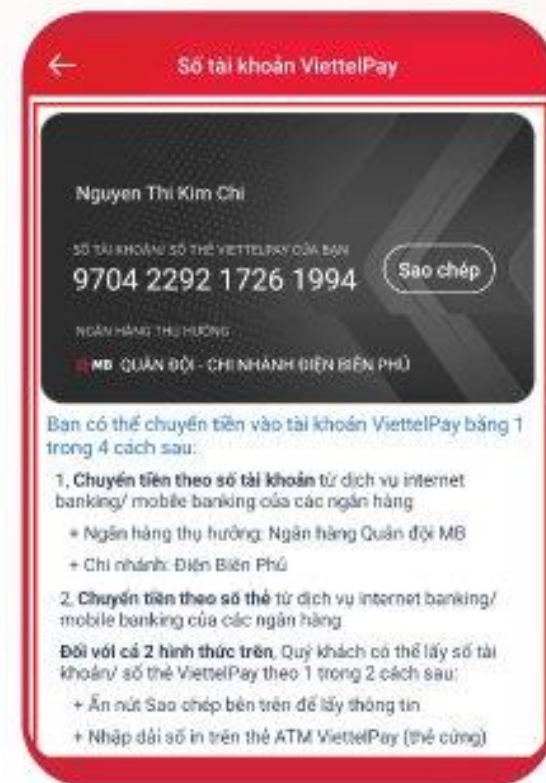 Số tài khoản ViettelPay
Nguyen Thi Kim Chi
SỐ TÀI KHOẢN/ SỐ THẺ VIETTELPAY CỦA BẠN
9704 2292 1726 1994
Sao chép
NGÂN HÀNG THỤ HƯỞNG
MB QUÂN ĐỘI - CHI NHÁNH ĐIỆN BIÊN PHỦ
Bạn có thể chuyển tiền vào tài khoản ViettelPay bằng 1
trong 4 cách sau:
1, Chuyển tiền theo số tài khoản từ dịch vụ internet
banking/ mobile banking của các ngân hàng
+ Ngân hàng thụ hưởng: Ngân hàng Quân đội MB
+ Chi nhánh: Điện Biên Phủ
2, Chuyển tiền theo số thẻ từ dịch vụ internet banking/
mobile banking của các ngân hàng
Đối với cả 2 hình thức trên, Quý khách có thể lấy số tài
khoản/ số thẻ ViettelPay theo 1 trong 2 cách sau:
+ Ấn nút Sao chép bên trên để lấy thông tin
+ Nhập dải số in trên thẻ ATM ViettelPay (thẻ cứng)